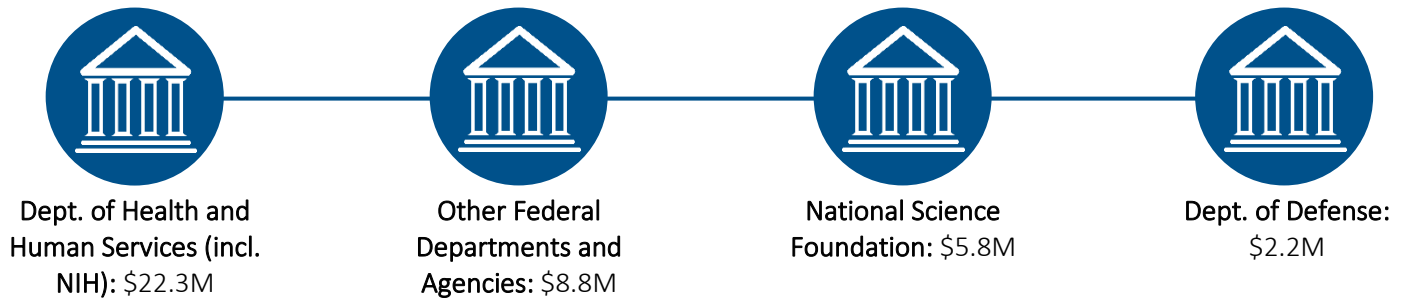 Dept. of Health and
Human Services (incl.
NIH): $22.3M
Other Federal
Departments and
Agencies: $8.8M
National Science
Foundation: $5.8M
Dept. of Defense:
$2.2M